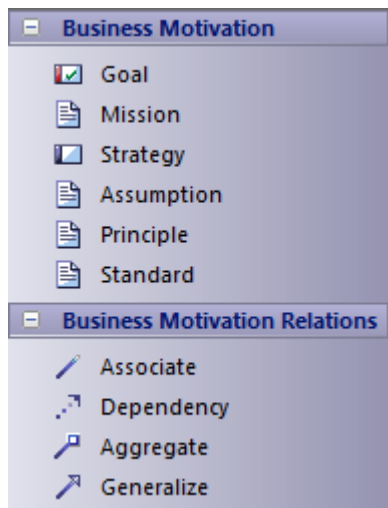 Business Motivation
Goal
Mission
Strategy
Assumption
Principle
Standard
Business Motivation Relations
Associate
Dependency
Aggregate
Generalize